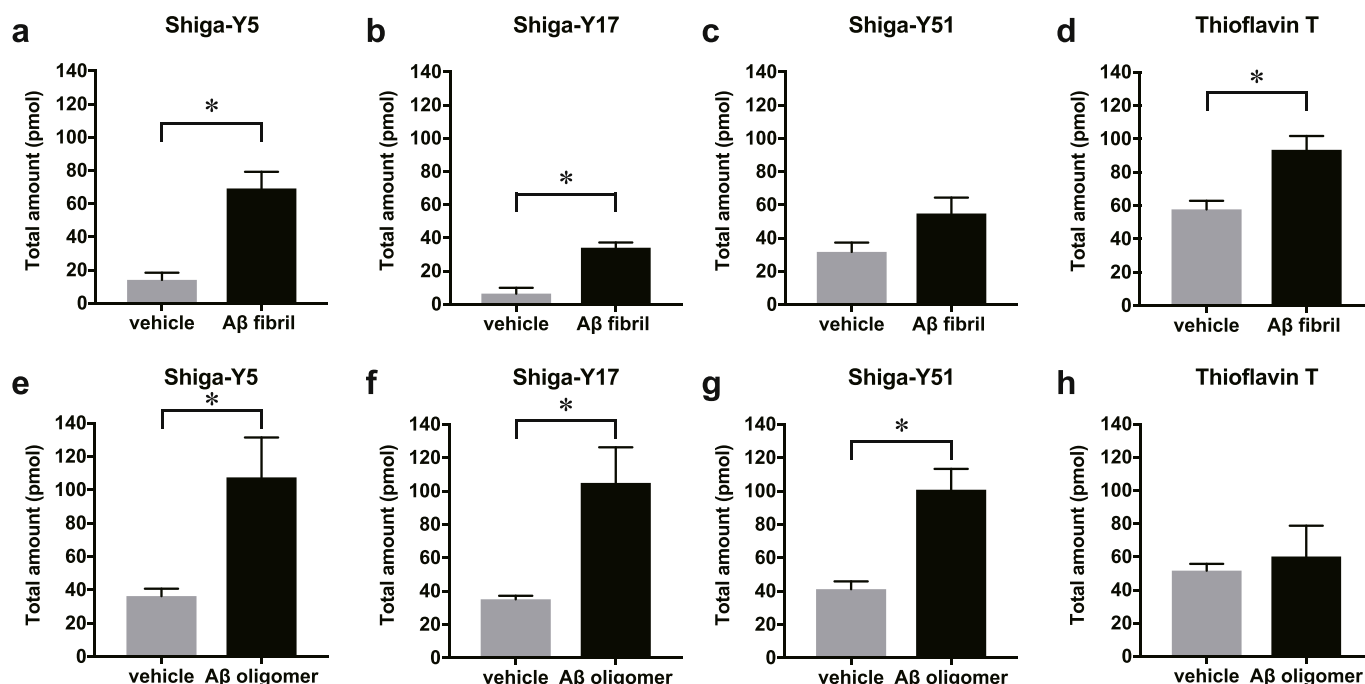 a Shiga-Y5
140
120
100
80
60
40
20
0
Total amount (pmol)
*
vehicle Aβ fibril
b Shiga-Y17
140
120
100
80
60
40
20
0
Total amount (pmol)
*
vehicle Aβ fibril
c Shiga-Y51
140
120
100
80
60
40
20
0
Total amount (pmol)
vehicle Aβ fibril
d Thioflavin T
140
120
100
80
60
40
20
0
Total amount (pmol)
*
vehicle Aβ fibril
e Shiga-Y5
140
120
100
80
60
40
20
0
Total amount (pmol)
*
vehicle Aβ oligomer
f Shiga-Y17
140
120
100
80
60
40
20
0
Total amount (pmol)
*
vehicle Aβ oligomer
g Shiga-Y51
140
120
100
80
60
40
20
0
Total amount (pmol)
*
vehicle Aβ oligomer
h Thioflavin T
140
120
100
80
60
40
20
0
Total amount (pmol)
vehicle Aβ oligomer